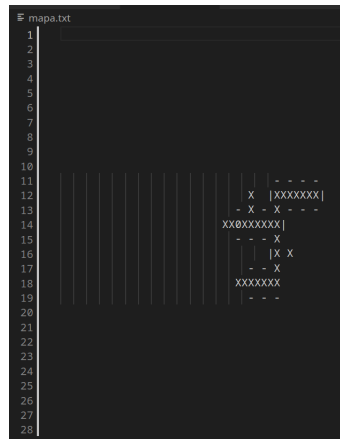 mapa.txt
1
2
3
4
5
6
7
8
9
10
11 - - - -
12 X |XXXXXXX|
13 - X - X - - -
14 XX0XXXXXX|
15 - - - X
16 |X X
17 - - X
18 XXXXXXX
19 - - -
20
21
22
23
24
25
26
27
28